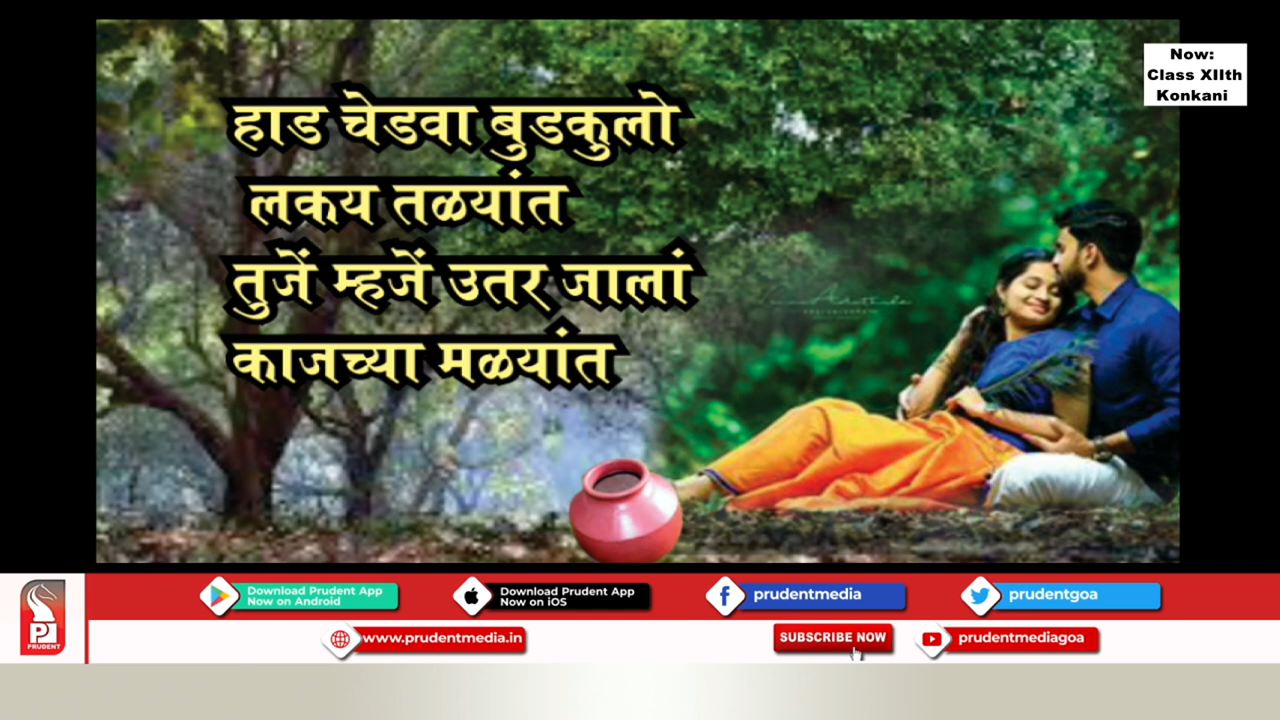 Now:
Class XIIth
Konkani
हाड चेडवा बुडकुलो
लकय तळयांत
तुजें म्हजें उतर जालां
काजच्या मळयांत
Download Prudent App
Now on Android
Download Prudent App
Now on iOS
prudentmedia
prudentgoa
PRUDENT
www.prudentmedia.in
SUBSCRIBE NOW
prudentmediagoa